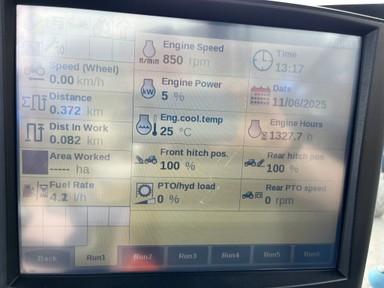 Speed (Wheel)
0.00 km/h
Distance
0.372 km
Dist in Work
0.082 km
Area Worked
----- ha
Fuel Rate
l/h
Engine Speed
n/min
850 rpm
Engine Power
kW
5 %
Eng.cool.temp
25 °C
Front hitch pos.
100 %
PTO/hyd load
0 %
Time
13:17
Date
11/06/2025
Engine Hours
1327.7 h
Rear hitch pos.
100 %
Rear PTO speed
0 rpm
Back
Run1
Run2
Run3
Run4
Run5
Run6